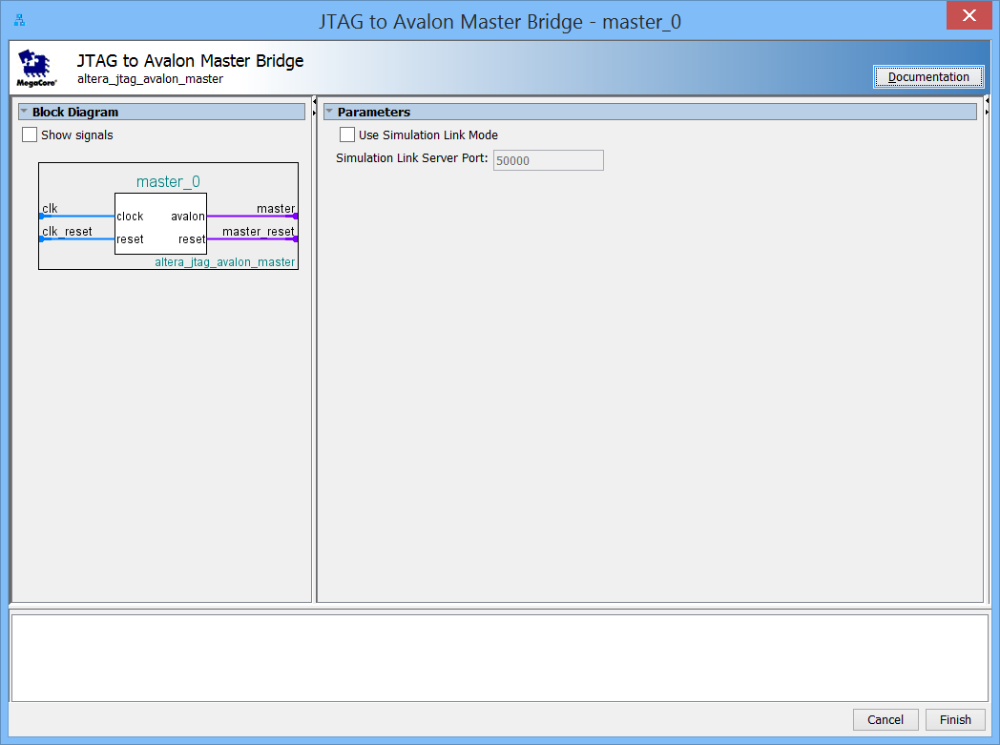 JTAG to Avalon Master Bridge - master_0
JTAG to Avalon Master Bridge
altera_jtag_avalon_master
MegaCore®
Documentation
Block Diagram
Show signals
master_0
clk
clock
avalon
master
clk_reset
reset
reset
master_reset
altera_jtag_avalon_master
Parameters
Use Simulation Link Mode
Simulation Link Server Port: 50000
Cancel
Finish